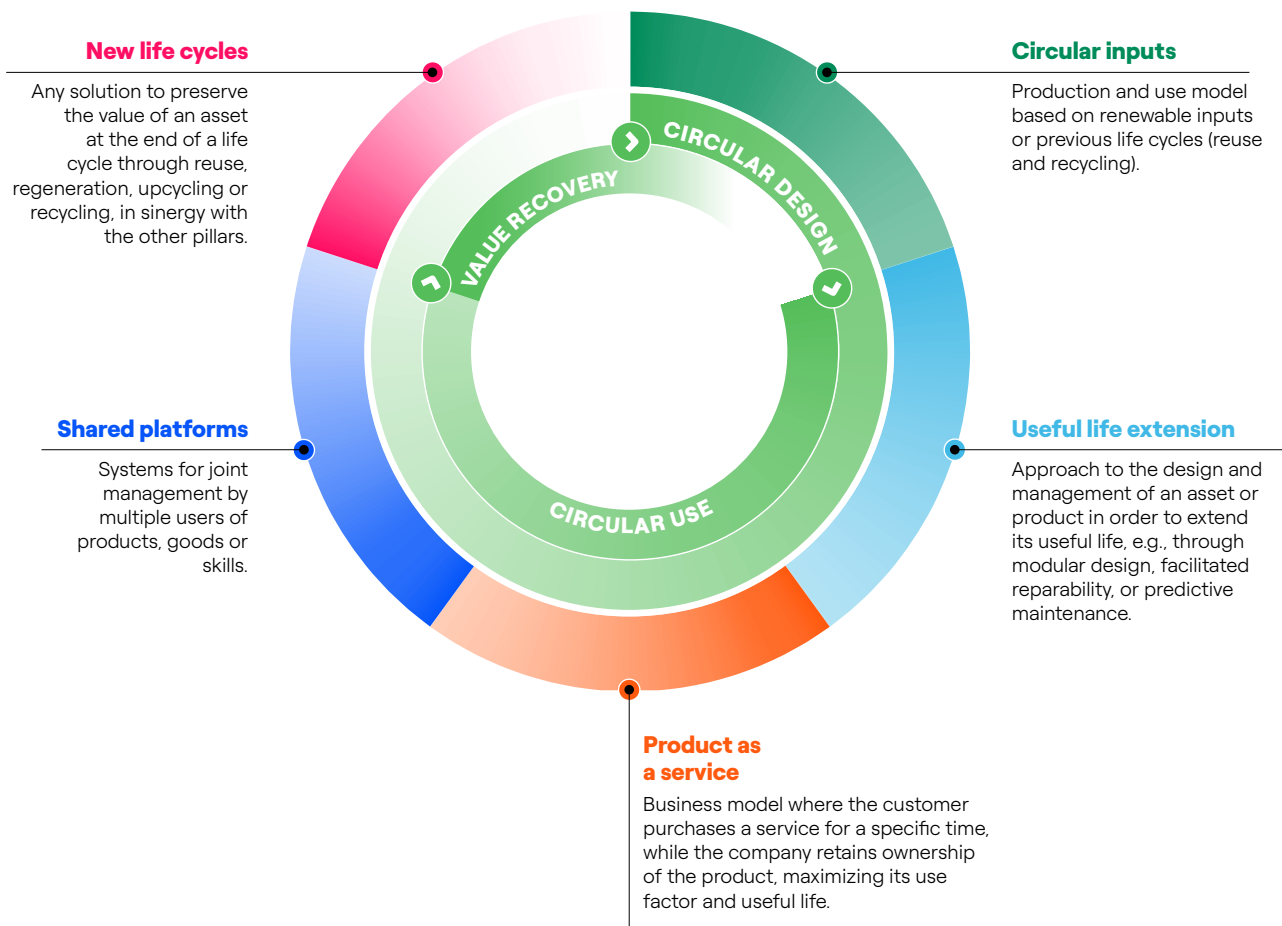 New life cycles
Any solution to preserve
the value of an asset
at the end of a life
cycle through reuse,
regeneration, upcycling or
recycling, in sinergy with
the other pillars.
Circular inputs
Production and use model
based on renewable inputs
or previous life cycles (reuse
and recycling).
CIRCULAR DESIGN
VALUE RECOVERY
CIRCULAR USE
Shared platforms
Systems for joint
management by
multiple users of
products, goods or
skills.
Useful life extension
Approach to the design and
management of an asset or
product in order to extend
its useful life, e.g., through
modular design, facilitated
reparability, or predictive
maintenance.
Product as
a service
Business model where the customer
purchases a service for a specific time,
while the company retains ownership
of the product, maximizing its use
factor and useful life.